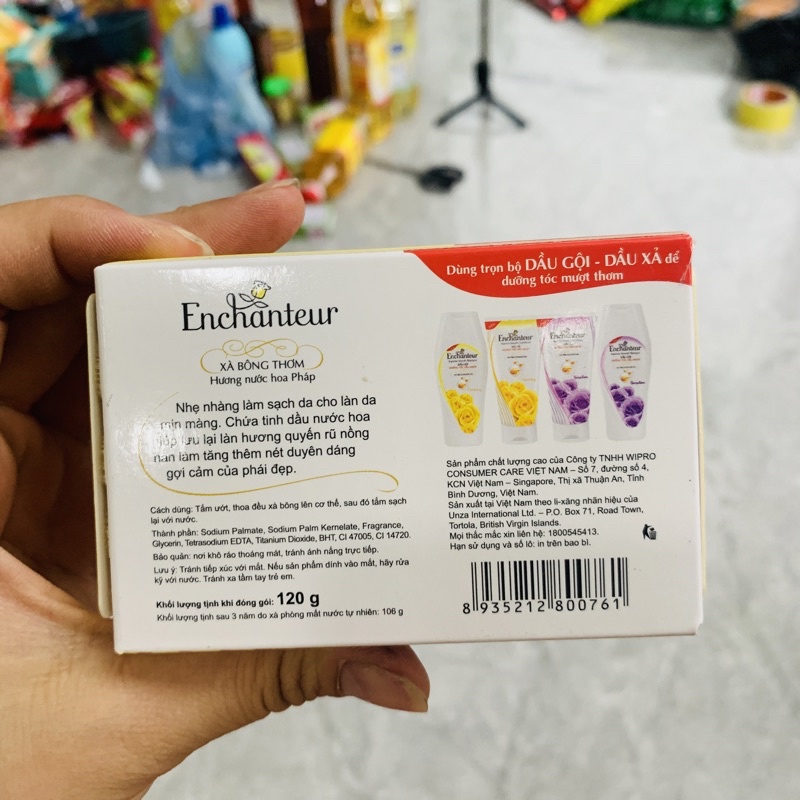 Enchanteur
XÀ BÔNG THƠM
Hương nước hoa Pháp
Nhẹ nhàng làm sạch da cho làn da
mịn màng. Chứa tinh dầu nước hoa
giúp lưu lại làn hương quyến rũ nồng
nàn làm tăng thêm nét duyên dáng
gợi cảm của phái đẹp.
Cách dùng: Tắm ướt, thoa đều xà bông lên cơ thể, sau đó tắm sạch
lại với nước.
Thành phần: Sodium Palmate, Sodium Palm Kernelate, Fragrance,
Glycerin, Tetrasodium EDTA, Titanium Dioxide, BHT, CI 47005, CI 14720.
Bảo quản: nơi khô ráo thoáng mát, tránh ánh nắng trực tiếp.
Lưu ý: Tránh tiếp xúc với mắt. Nếu sản phẩm dính vào mắt, hãy rửa
kỹ với nước. Tránh xa tầm tay trẻ em.
Khối lượng tịnh khi đóng gói: 120 g
Khối lượng tịnh sau 3 năm do xà phòng mất nước tự nhiên: 106 g
Dùng trọn bộ DẦU GỘI - DẦU XẢ để
dưỡng tóc mượt thơm
Enchanteur
Enchanteur
Enchanteur
Enchanteur
Sản phẩm chất lượng cao của Công ty TNHH WIPRO
CONSUMER CARE VIỆT NAM – Số 7, đường số 4,
KCN Việt Nam – Singapore, Thị xã Thuận An, Tỉnh
Bình Dương, Việt Nam.
Sản xuất tại Việt Nam theo li-xăng nhãn hiệu của
Unza International Ltd. – P.O. Box 71, Road Town,
Tortola, British Virgin Islands.
Mọi thắc mắc xin liên hệ: 1800545413.
Hạn sử dụng và số lô: in trên bao bì.
8 935212 800761